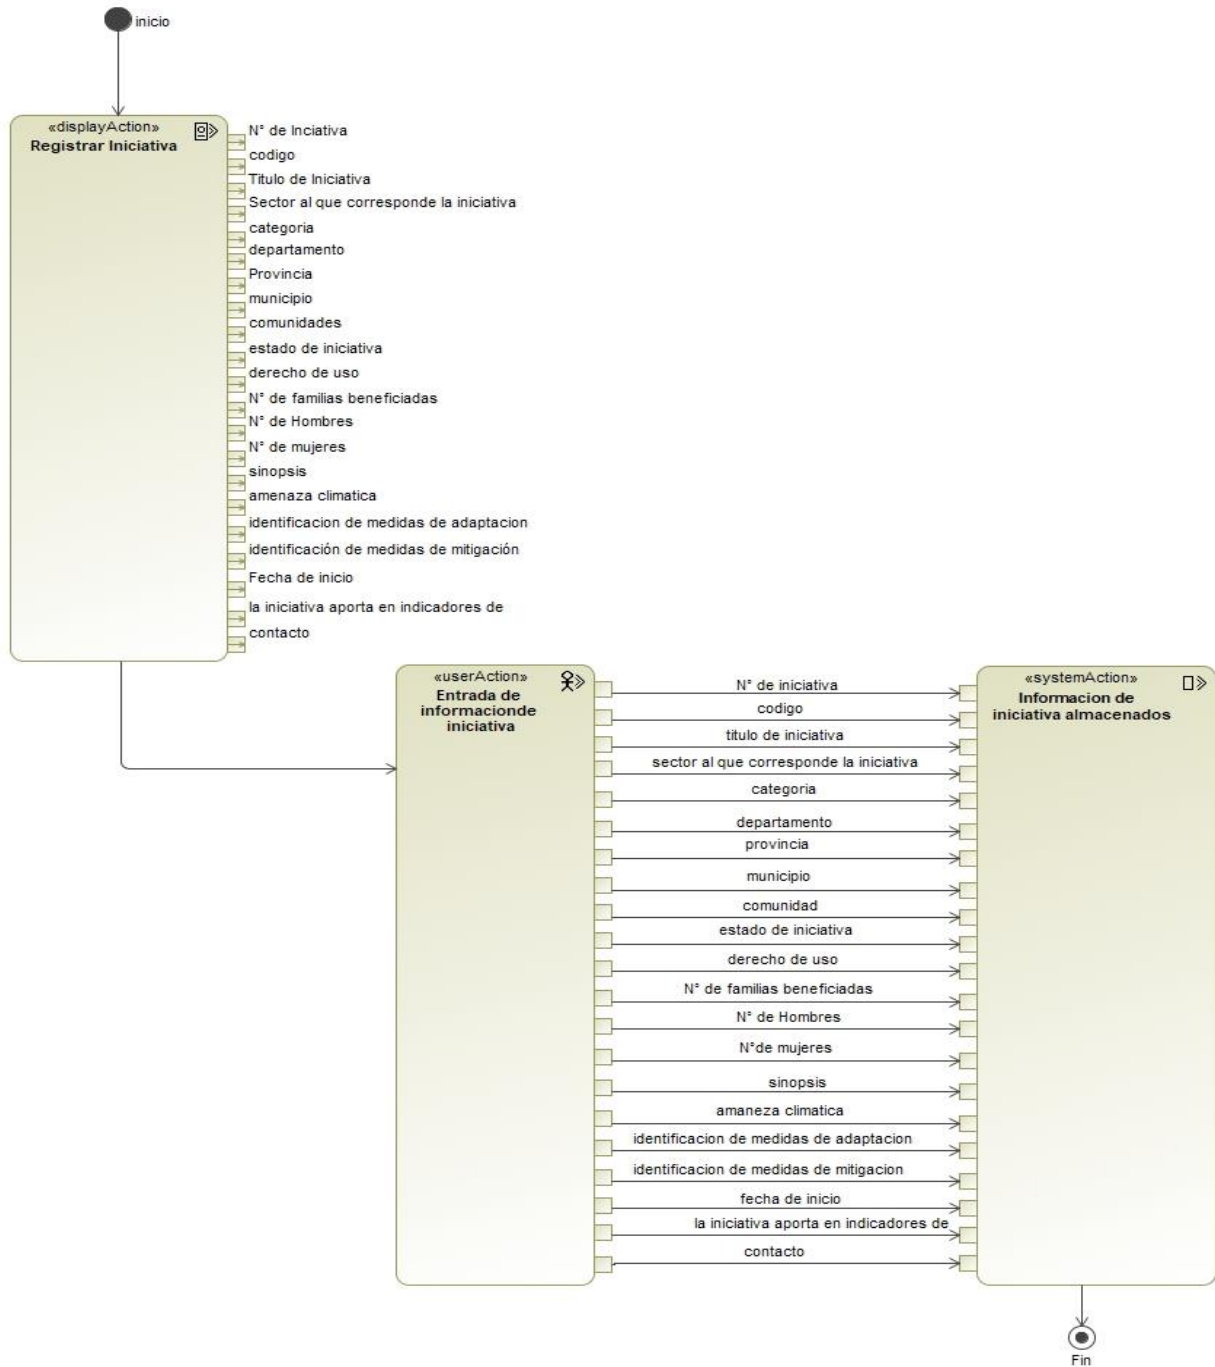 inicio
«displayAction»
Registrar Iniciativa
N° de Inciativa
codigo
Titulo de Iniciativa
Sector al que corresponde la iniciativa
categoria
departamento
Provincia
municipio
comunidades
estado de iniciativa
derecho de uso
N° de familias beneficiadas
N° de Hombres
N° de mujeres
sinopsis
amenaza climatica
identificacion de medidas de adaptacion
identificación de medidas de mitigación
Fecha de inicio
la iniciativa aporta en indicadores de
contacto
«userAction»
Entrada de
informacionde
iniciativa
N° de iniciativa
codigo
titulo de iniciativa
sector al que corresponde la iniciativa
categoria
departamento
provincia
municipio
comunidad
estado de iniciativa
derecho de uso
N° de familias beneficiadas
N° de Hombres
N°de mujeres
sinopsis
amaneza climatica
identificacion de medidas de adaptacion
identificacion de medidas de mitigacion
fecha de inicio
la iniciativa aporta en indicadores de
contacto
«systemAction»
Informacion de
iniciativa almacenados
Fin